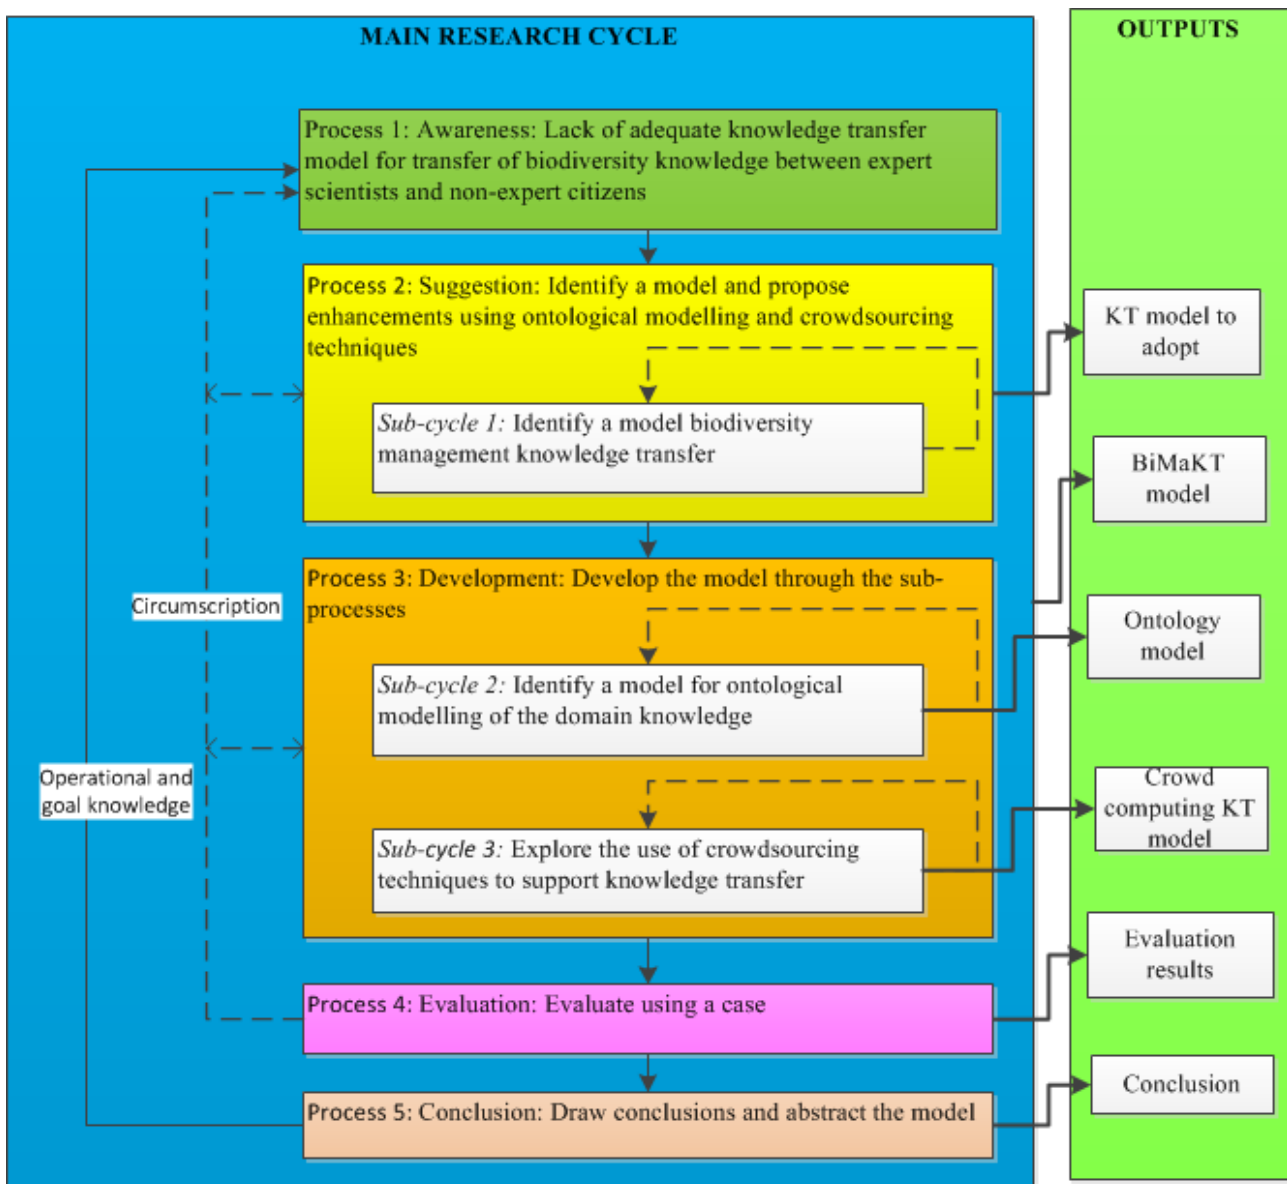 MAIN RESEARCH CYCLE
Process 1: Awareness: Lack of adequate knowledge transfer
model for transfer of biodiversity knowledge between expert
scientists and non-expert citizens
Process 2: Suggestion: Identify a model and propose
enhancements using ontological modelling and crowdsourcing
techniques
Sub-cycle 1: Identify a model biodiversity
management knowledge transfer
Process 3: Development: Develop the model through the sub-
processes
Sub-cycle 2: Identify a model for ontological
modelling of the domain knowledge
Sub-cycle 3: Explore the use of crowdsourcing
techniques to support knowledge transfer
Process 4: Evaluation: Evaluate using a case
Process 5: Conclusion: Draw conclusions and abstract the model
Circumscription
Operational and
goal knowledge
OUTPUTS
KT model to
adopt
BiMaKT
model
Ontology
model
Crowd
computing KT
model
Evaluation
results
Conclusion